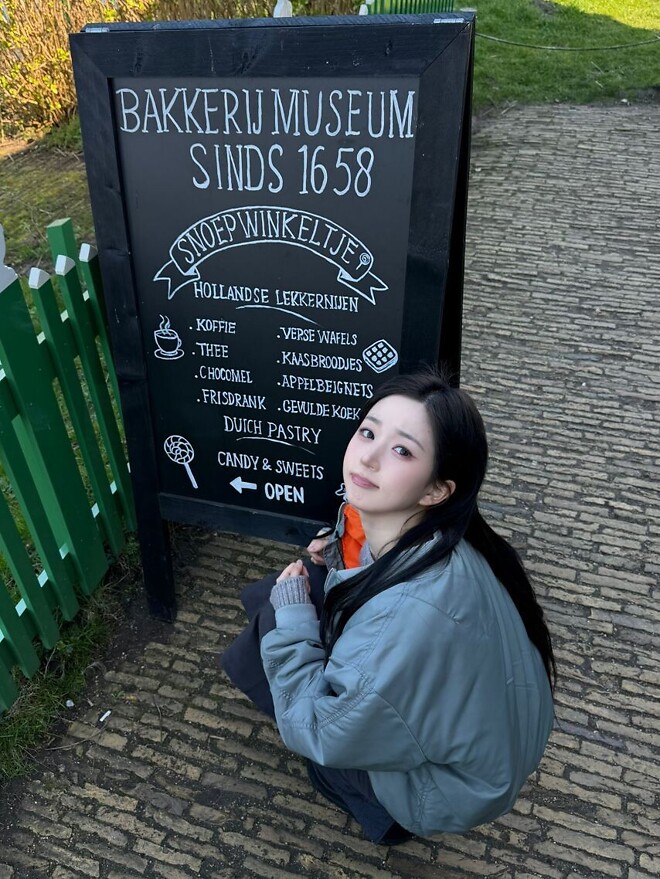 BAKKERIJ MUSEUM
SINDS 1658
SNOEPWINKELTJE
HOLLANDSE LEKKERNIJEN
. KOFFIE
. THEE
. CHOCOMEL
. FRISDRANK
. VERSE WAFELS
. KAASBROODJES
. APPELBEIGNETS
. GEVULDE KOEK
DUTCH PASTRY
CANDY & SWEETS
← OPEN